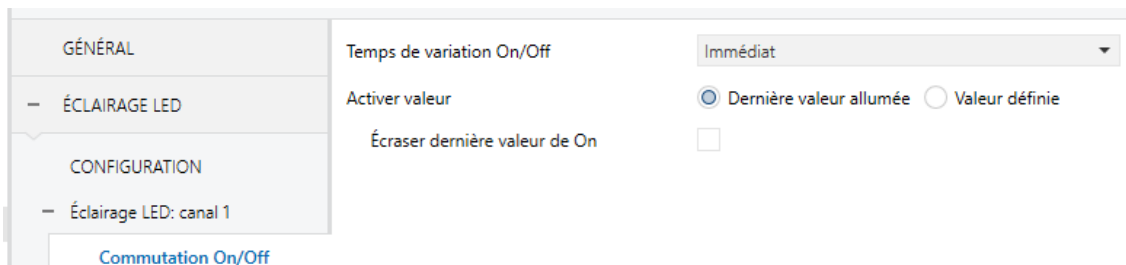 GÉNÉRAL
− ÉCLAIRAGE LED
CONFIGURATION
− Éclairage LED: canal 1
Commutation On/Off
Temps de variation On/Off
Immédiat
Activer valeur
Dernière valeur allumée
Valeur définie
Écraser dernière valeur de On